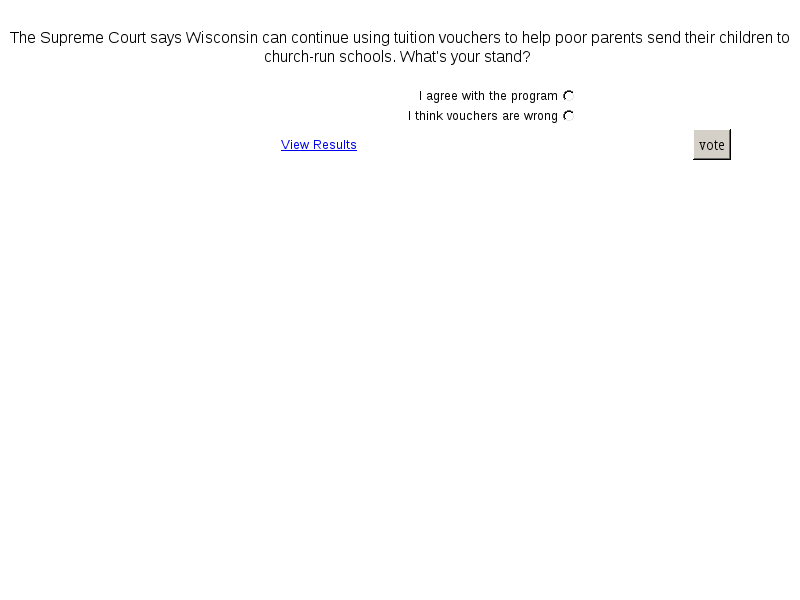 The Supreme Court says Wisconsin can continue using tuition vouchers to help poor parents send their children to
church-run schools. What's your stand?
I agree with the program
I think vouchers are wrong
View Results
vote